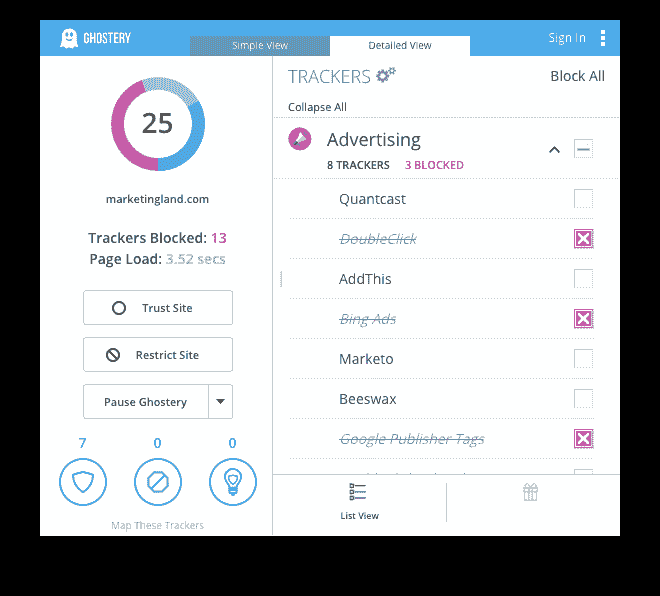 GHOSTERY
Simple View
Detailed View
Sign In
25
marketingland.com
Trackers Blocked: 13
Page Load: 3.52 secs
Trust Site
Restrict Site
Pause Ghostery
7 0 0
Map These Trackers
TRACKERS
Block All
Collapse All
Advertising
8 TRACKERS 3 BLOCKED
Quantcast
DoubleClick
AddThis
Bing Ads
Marketo
Beeswax
Google Publisher Tags
List View